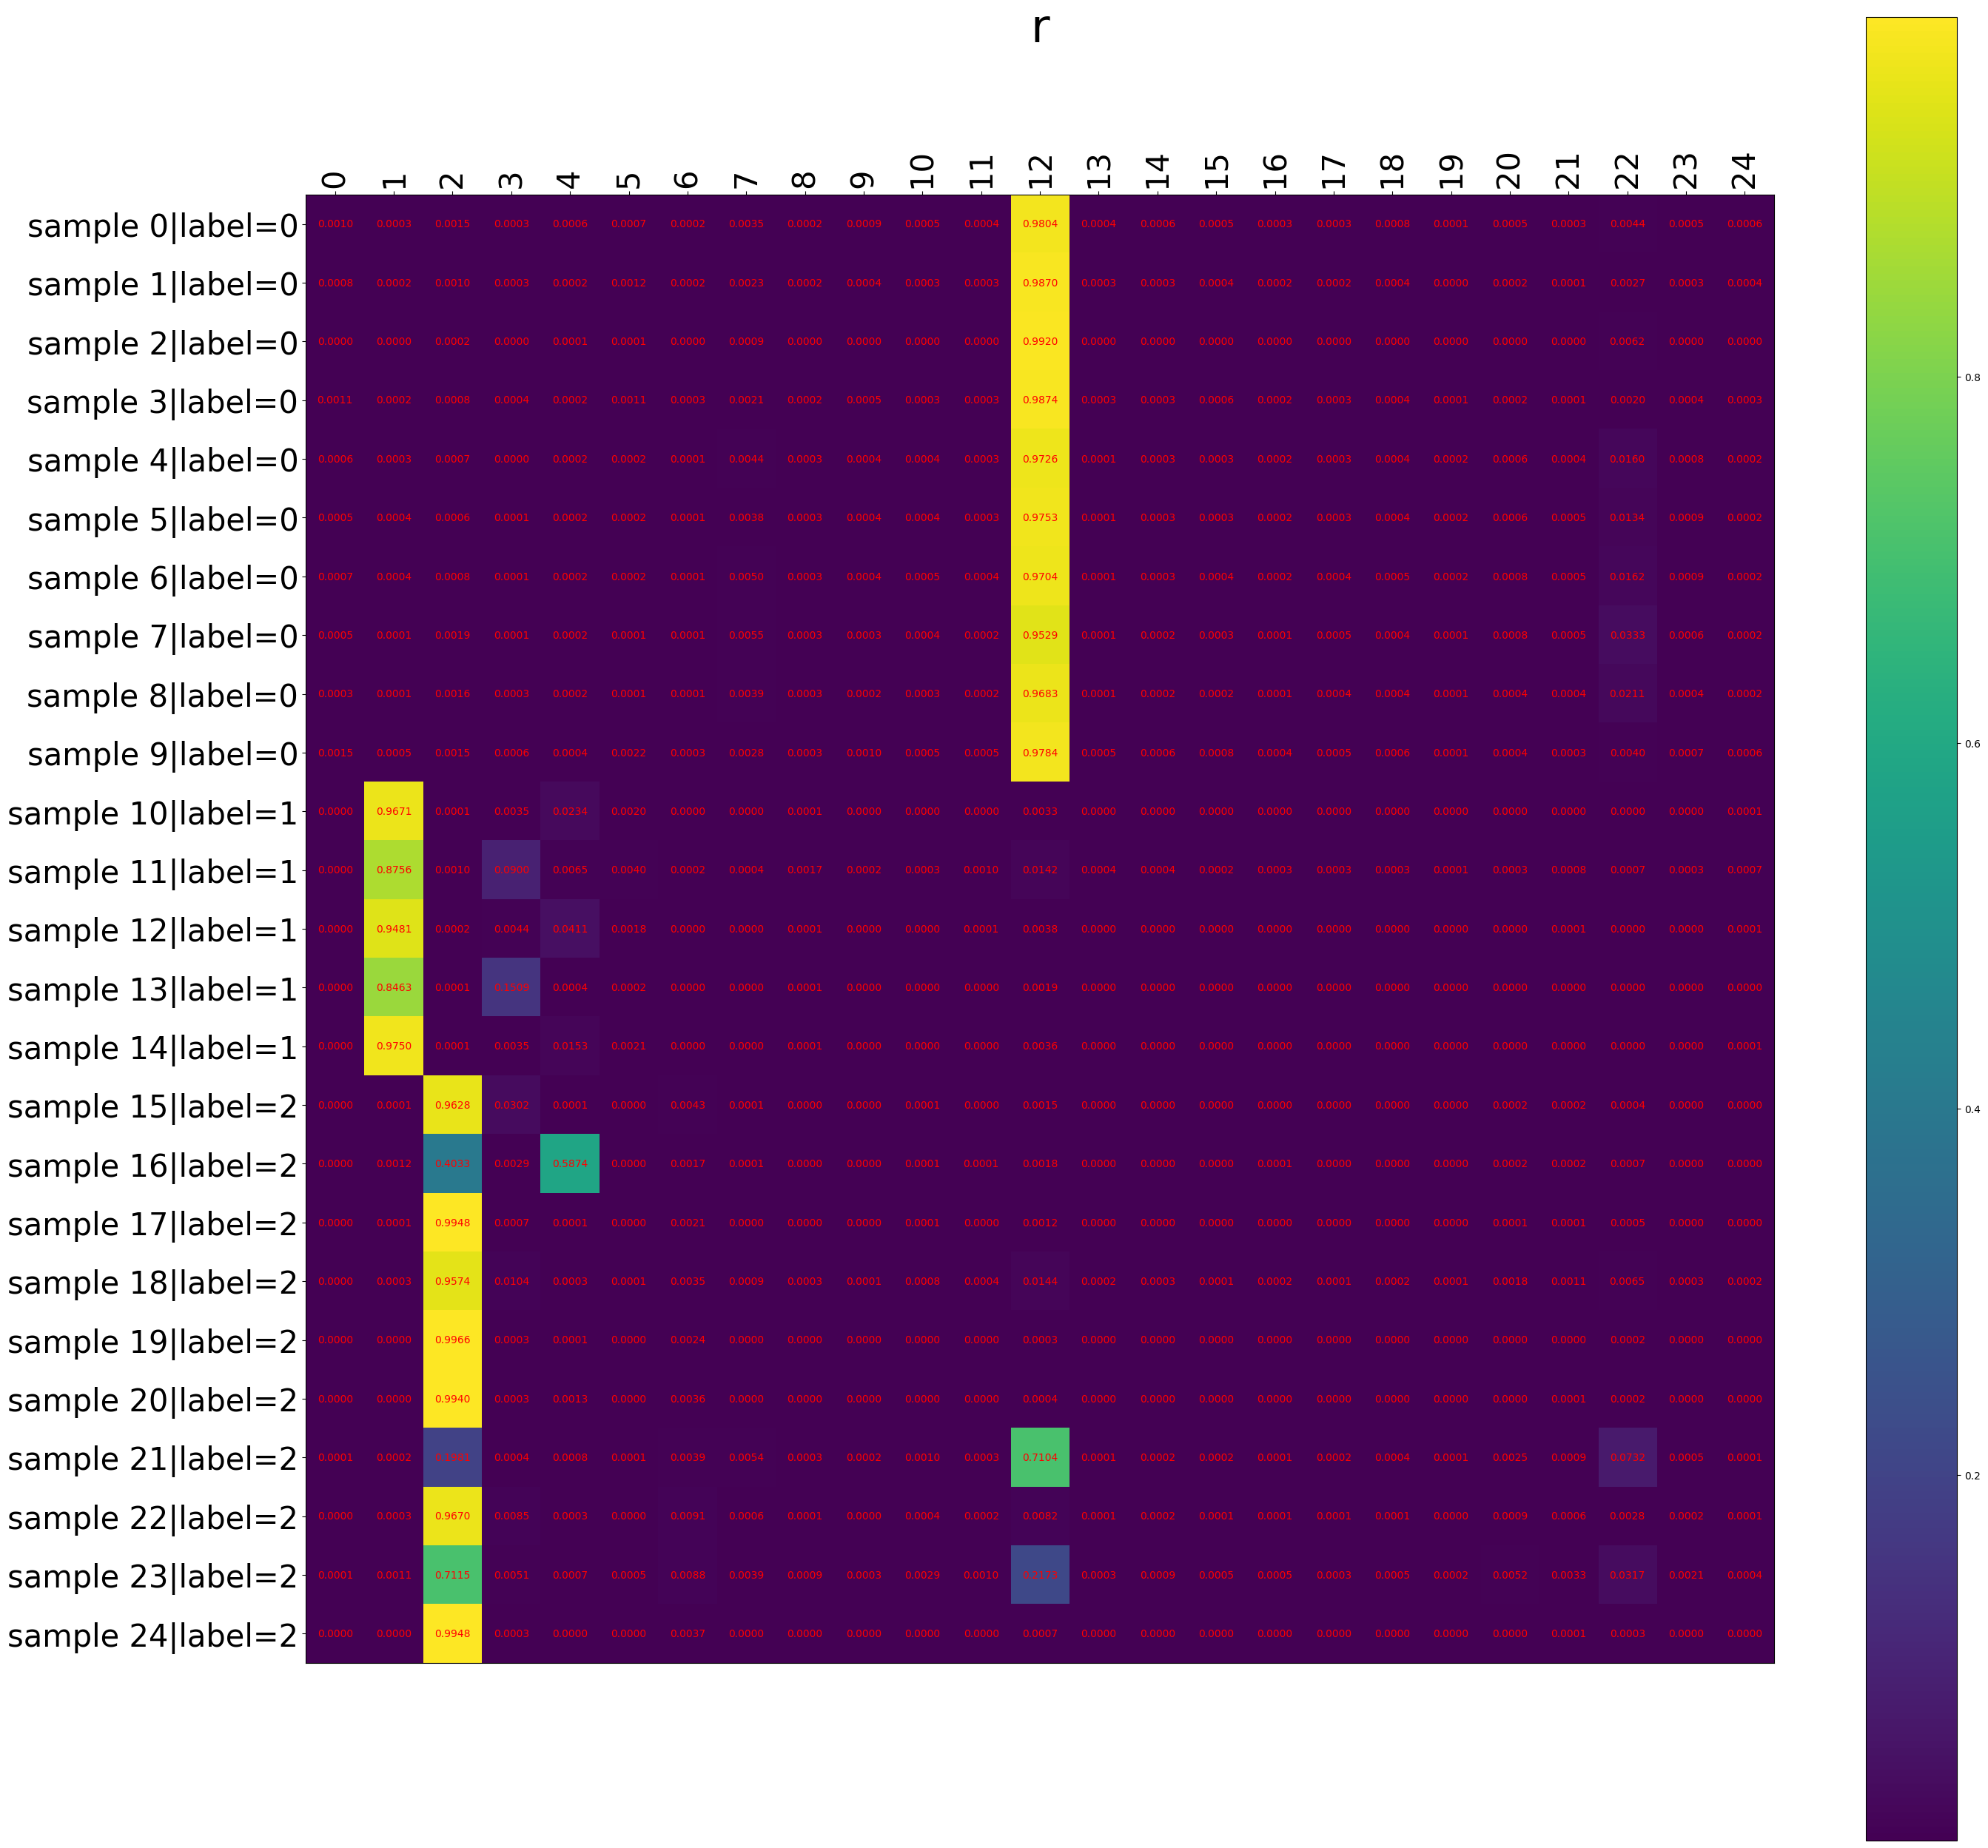 r
0 1 2 3 4 5 6 7 8 9 10 11 12 13 14 15 16 17 18 19 20 21 22 23 24
sample 0|label=0 0.0010 0.0003 0.0015 0.0003 0.0006 0.0007 0.0002 0.0035 0.0002 0.0009 0.0005 0.0004 0.9804 0.0004 0.0006 0.0005 0.0003 0.0003 0.0008 0.0001 0.0005 0.0003 0.0044 0.0005 0.0006
sample 1|label=0 0.0008 0.0002 0.0010 0.0003 0.0002 0.0012 0.0002 0.0023 0.0002 0.0004 0.0003 0.0003 0.9870 0.0003 0.0003 0.0004 0.0002 0.0002 0.0004 0.0000 0.0002 0.0001 0.0027 0.0003 0.0004
sample 2|label=0 0.0000 0.0000 0.0002 0.0000 0.0001 0.0001 0.0000 0.0009 0.0000 0.0000 0.0000 0.0000 0.9920 0.0000 0.0000 0.0000 0.0000 0.0000 0.0000 0.0000 0.0000 0.0000 0.0062 0.0000 0.0000
sample 3|label=0 0.0011 0.0002 0.0008 0.0004 0.0002 0.0011 0.0003 0.0021 0.0002 0.0005 0.0003 0.0003 0.9874 0.0003 0.0003 0.0006 0.0002 0.0003 0.0004 0.0001 0.0002 0.0001 0.0020 0.0004 0.0003
sample 4|label=0 0.0006 0.0003 0.0007 0.0000 0.0002 0.0002 0.0001 0.0044 0.0003 0.0004 0.0004 0.0003 0.9726 0.0001 0.0003 0.0003 0.0002 0.0003 0.0004 0.0002 0.0006 0.0004 0.0160 0.0008 0.0002
sample 5|label=0 0.0005 0.0004 0.0006 0.0001 0.0002 0.0002 0.0001 0.0038 0.0003 0.0004 0.0004 0.0003 0.9753 0.0001 0.0003 0.0003 0.0002 0.0003 0.0004 0.0002 0.0006 0.0005 0.0134 0.0009 0.0002
sample 6|label=0 0.0007 0.0004 0.0008 0.0001 0.0002 0.0002 0.0001 0.0050 0.0003 0.0004 0.0005 0.0004 0.9704 0.0001 0.0003 0.0004 0.0002 0.0004 0.0005 0.0002 0.0008 0.0005 0.0162 0.0009 0.0002
sample 7|label=0 0.0005 0.0001 0.0019 0.0001 0.0002 0.0001 0.0001 0.0055 0.0003 0.0003 0.0004 0.0002 0.9529 0.0001 0.0002 0.0003 0.0001 0.0005 0.0004 0.0001 0.0008 0.0005 0.0333 0.0006 0.0002
sample 8|label=0 0.0003 0.0001 0.0016 0.0003 0.0002 0.0001 0.0001 0.0039 0.0003 0.0002 0.0003 0.0002 0.9683 0.0001 0.0002 0.0002 0.0001 0.0004 0.0004 0.0001 0.0004 0.0004 0.0211 0.0004 0.0002
sample 9|label=0 0.0015 0.0005 0.0015 0.0006 0.0004 0.0022 0.0003 0.0028 0.0003 0.0010 0.0005 0.0005 0.9784 0.0005 0.0006 0.0008 0.0004 0.0005 0.0006 0.0001 0.0004 0.0003 0.0040 0.0007 0.0006
sample 10|label=1 0.0000 0.9671 0.0001 0.0035 0.0234 0.0020 0.0000 0.0000 0.0001 0.0000 0.0000 0.0000 0.0033 0.0000 0.0000 0.0000 0.0000 0.0000 0.0000 0.0000 0.0000 0.0000 0.0000 0.0000 0.0001
sample 11|label=1 0.0000 0.8756 0.0010 0.0900 0.0065 0.0040 0.0002 0.0004 0.0017 0.0002 0.0003 0.0010 0.0142 0.0004 0.0004 0.0002 0.0003 0.0003 0.0003 0.0001 0.0003 0.0008 0.0007 0.0003 0.0007
sample 12|label=1 0.0000 0.9481 0.0002 0.0044 0.0411 0.0018 0.0000 0.0000 0.0001 0.0000 0.0000 0.0001 0.0038 0.0000 0.0000 0.0000 0.0000 0.0000 0.0000 0.0000 0.0000 0.0001 0.0000 0.0000 0.0001
sample 13|label=1 0.0000 0.8463 0.0001 0.0004 0.0002 0.0000 0.0000 0.0001 0.0000 0.0000 0.0000 0.0019 0.0000 0.0000 0.0000 0.0000 0.0000 0.0000 0.0000 0.0000 0.0000 0.0000 0.0000 0.0000
sample 14|label=1 0.0000 0.9750 0.0001 0.0035 0.0153 0.0021 0.0000 0.0000 0.0001 0.0000 0.0000 0.0000 0.0036 0.0000 0.0000 0.0000 0.0000 0.0000 0.0000 0.0000 0.0000 0.0000 0.0000 0.0000 0.0001
sample 15|label=2 0.0000 0.0001 0.9628 0.0302 0.0001 0.0000 0.0043 0.0001 0.0000 0.0000 0.0001 0.0000 0.0015 0.0000 0.0000 0.0000 0.0000 0.0000 0.0000 0.0000 0.0002 0.0002 0.0004 0.0000 0.0000
sample 16|label=2 0.0000 0.0012 0.4033 0.0029 0.5874 0.0000 0.0017 0.0001 0.0000 0.0000 0.0001 0.0001 0.0018 0.0000 0.0000 0.0000 0.0001 0.0000 0.0000 0.0000 0.0002 0.0002 0.0007 0.0000 0.0000
sample 17|label=2 0.0000 0.0001 0.9948 0.0007 0.0001 0.0000 0.0021 0.0000 0.0000 0.0000 0.0001 0.0000 0.0012 0.0000 0.0000 0.0000 0.0000 0.0000 0.0000 0.0000 0.0001 0.0001 0.0005 0.0000 0.0000
sample 18|label=2 0.0000 0.0003 0.9574 0.0104 0.0003 0.0001 0.0035 0.0009 0.0003 0.0001 0.0008 0.0004 0.0144 0.0002 0.0003 0.0001 0.0002 0.0001 0.0002 0.0001 0.0018 0.0011 0.0065 0.0003 0.0002
sample 19|label=2 0.0000 0.0000 0.9966 0.0003 0.0001 0.0000 0.0024 0.0000 0.0000 0.0000 0.0000 0.0000 0.0003 0.0000 0.0000 0.0000 0.0000 0.0000 0.0000 0.0000 0.0000 0.0000 0.0002 0.0000 0.0000
sample 20|label=2 0.0000 0.0000 0.9940 0.0003 0.0013 0.0000 0.0036 0.0000 0.0000 0.0000 0.0000 0.0000 0.0004 0.0000 0.0000 0.0000 0.0000 0.0000 0.0000 0.0000 0.0000 0.0001 0.0002 0.0000 0.0000
sample 21|label=2 0.0001 0.0002 0.0004 0.0008 0.0001 0.0039 0.0054 0.0003 0.0002 0.0010 0.0003 0.7104 0.0001 0.0002 0.0002 0.0001 0.0002 0.0004 0.0001 0.0025 0.0009 0.0732 0.0005 0.0001
sample 22|label=2 0.0000 0.0003 0.9670 0.0085 0.0003 0.0000 0.0091 0.0006 0.0001 0.0000 0.0004 0.0002 0.0082 0.0001 0.0002 0.0001 0.0001 0.0001 0.0001 0.0000 0.0009 0.0006 0.0028 0.0002 0.0001
sample 23|label=2 0.0001 0.0011 0.7115 0.0051 0.0007 0.0005 0.0088 0.0039 0.0009 0.0003 0.0029 0.0010 0.0003 0.0009 0.0005 0.0005 0.0003 0.0005 0.0002 0.0052 0.0033 0.0317 0.0021 0.0004
sample 24|label=2 0.0000 0.0000 0.9948 0.0003 0.0000 0.0000 0.0037 0.0000 0.0000 0.0000 0.0000 0.0000 0.0007 0.0000 0.0000 0.0000 0.0000 0.0000 0.0000 0.0000 0.0000 0.0001 0.0003 0.0000 0.0000
0.8
0.6
0.4
0.2